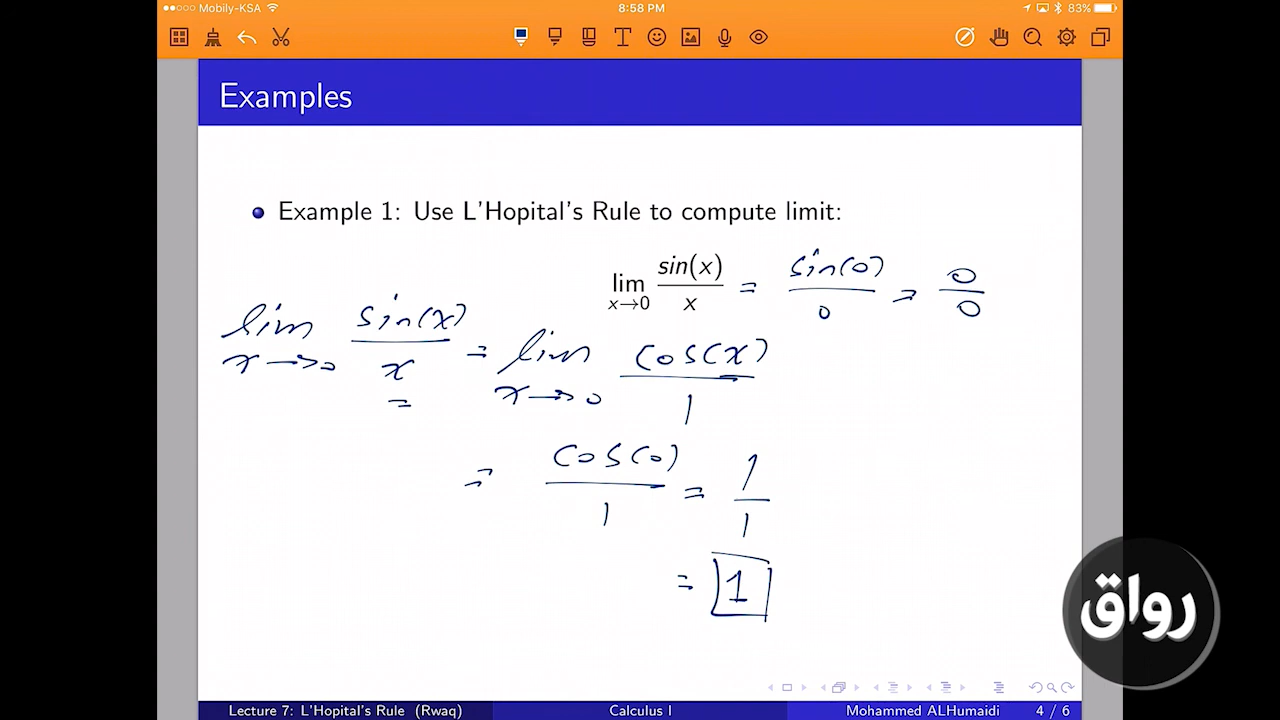 Mobily-KSA 8:58 PM 83%
Examples
Example 1: Use L'Hopital's Rule to compute limit:
lim x→0 sin(x)/x = sin(0)/0 = 0/0
lim x→0 sin(x)/x = lim x→0 cos(x)/1
= cos(0)/1 = 1/1
= 1
رواق
Lecture 7: L'Hopital's Rule (Rwaq) Calculus I Mohammed ALHumaidi 4 / 6